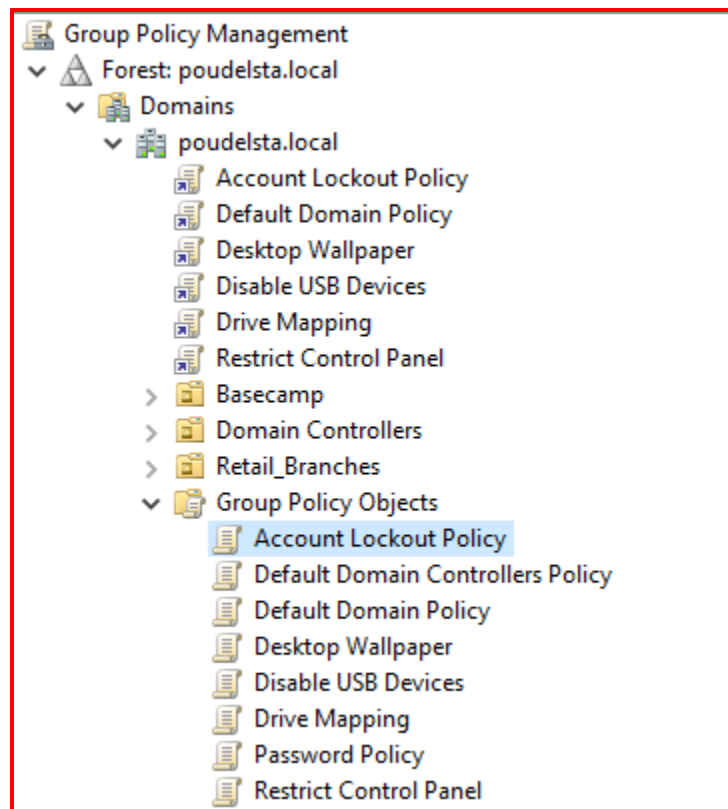 Group Policy Management
Forest: poudelsta.local
Domains
poudelsta.local
Account Lockout Policy
Default Domain Policy
Desktop Wallpaper
Disable USB Devices
Drive Mapping
Restrict Control Panel
Basecamp
Domain Controllers
Retail_Branches
Group Policy Objects
Account Lockout Policy
Default Domain Controllers Policy
Default Domain Policy
Desktop Wallpaper
Disable USB Devices
Drive Mapping
Password Policy
Restrict Control Panel